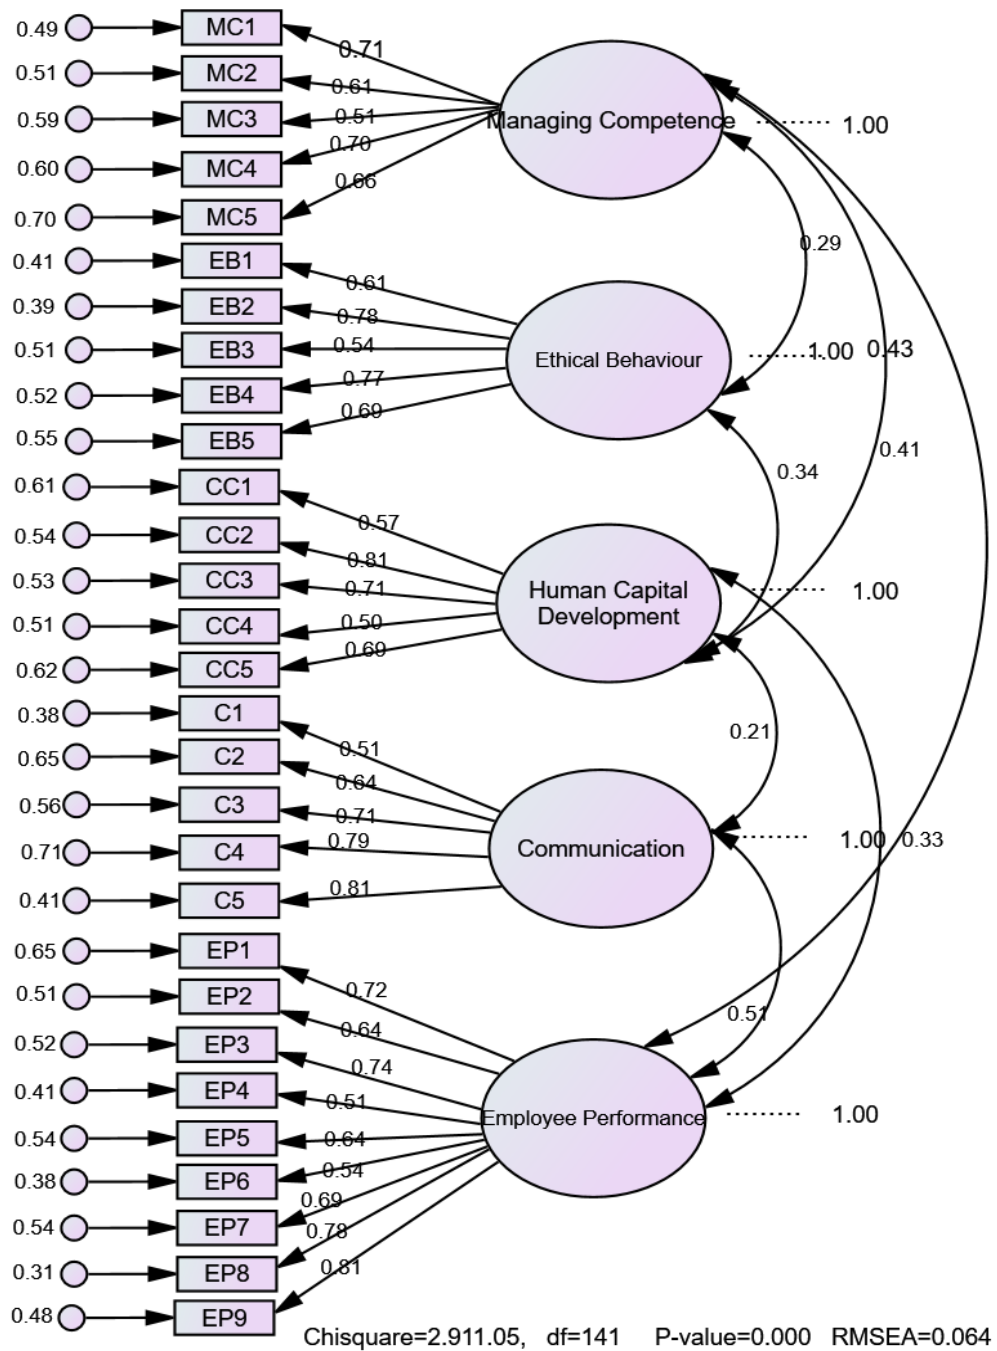 0.49 MC1
0.71
0.51 MC2
0.61
0.59 MC3
0.51
0.70
0.60 MC4
0.66
0.70 MC5
Managing Competence 1.00
0.29
0.41 EB1
0.61
0.39 EB2
0.78
0.51 EB3
0.54
0.52 EB4
0.77
0.69
0.55 EB5
Ethical Behaviour 1.00 0.43
0.41
0.34
0.61 CC1
0.57
0.54 CC2
0.81
0.53 CC3
0.71
0.51 CC4
0.50
0.69
0.62 CC5
Human Capital
Development
1.00
0.21
0.38 C1
0.51
0.65 C2
0.64
0.56 C3
0.71
0.79
0.71 C4
0.81
0.41 C5
Communication
1.00 0.33
0.65 EP1
0.72
0.51 EP2
0.64
0.52 EP3
0.74
0.41 EP4
0.51
0.54 EP5
0.64
0.54
0.38 EP6
0.69
0.54 EP7
0.78
0.31 EP8
0.81
0.48 EP9
0.51
Employee Performance 1.00
Chisquare=2.911.05, df=141 P-value=0.000 RMSEA=0.064